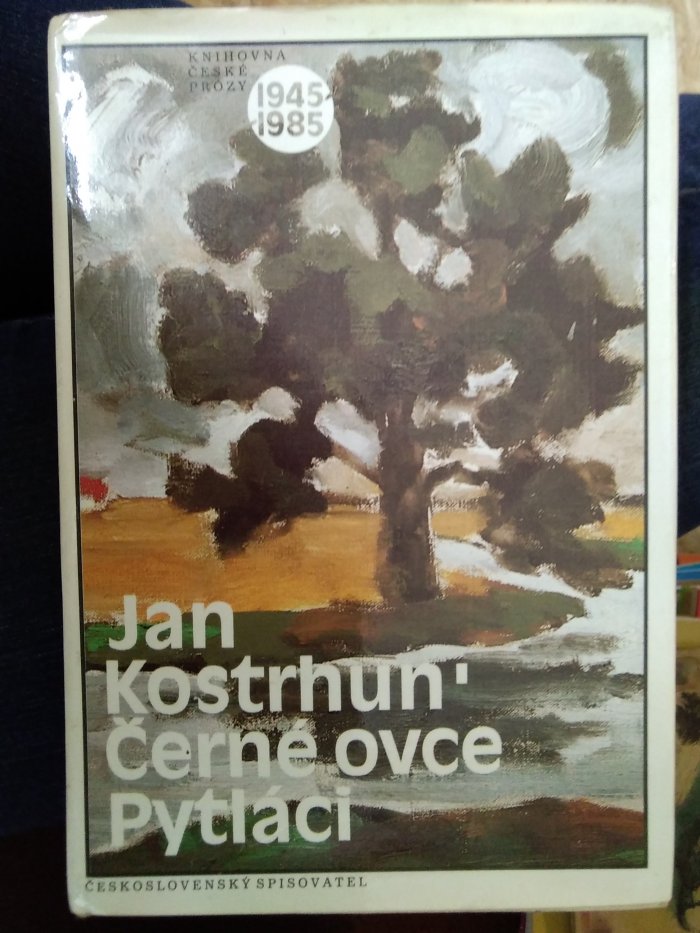 KNIHOVNA
ČESKÉ
PRÓZY
1945
1985
Jan
Kostrhun·
Černé ovce
Pytláci
ČESKOSLOVENSKÝ SPISOVATEL